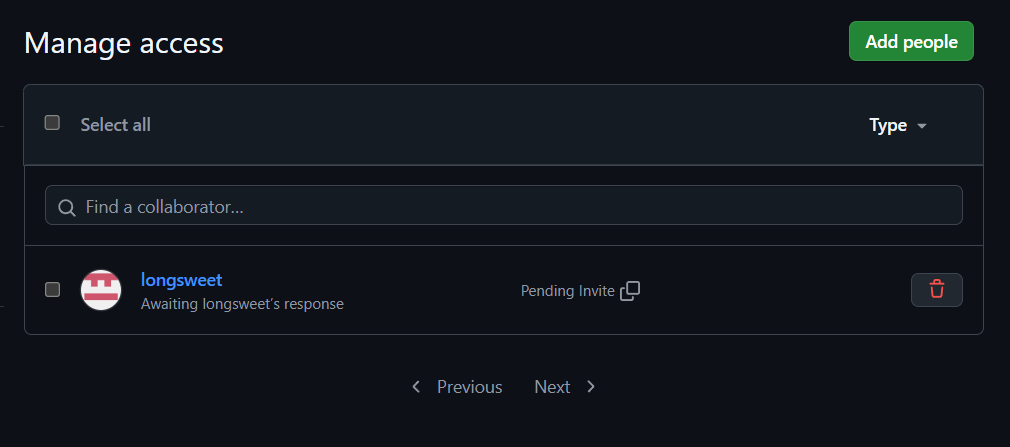 Manage access
Add people
Select all
Type
Find a collaborator...
longsweet
Awaiting longsweet's response
Pending Invite
Previous
Next